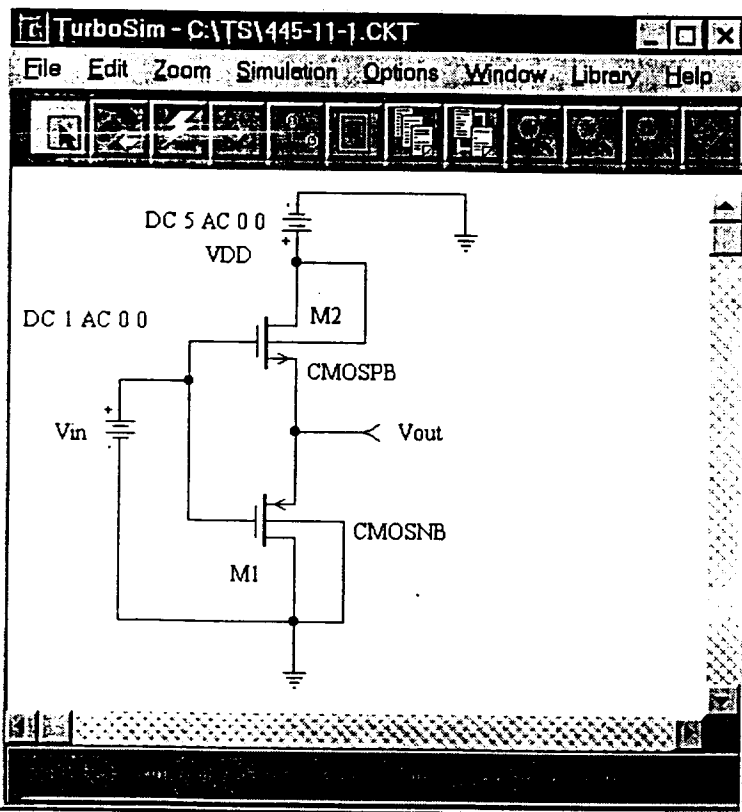 TurboSim - C:\TS\445-11-1.CKT
File Edit Zoom Simulation Options Window Library Help
DC 5 AC 0 0
VDD
DC 1 AC 0 0
M2
CMOSPB
Vin
Vout
CMOSNB
M1